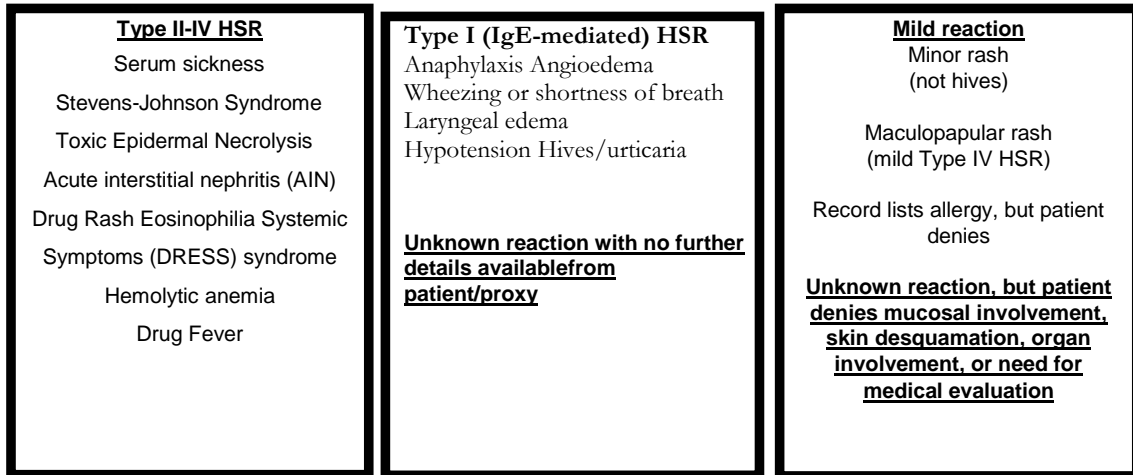 Type II-IV HSR
Serum sickness
Stevens-Johnson Syndrome
Toxic Epidermal Necrolysis
Acute interstitial nephritis (AIN)
Drug Rash Eosinophilia Systemic
Symptoms (DRESS) syndrome
Hemolytic anemia
Drug Fever
Type I (IgE-mediated) HSR
Anaphylaxis Angioedema
Wheezing or shortness of breath
Laryngeal edema
Hypotension Hives/urticaria
Unknown reaction with no further
details availablefrom
patient/proxy
Mild reaction
Minor rash
(not hives)
Maculopapular rash
(mild Type IV HSR)
Record lists allergy, but patient
denies
Unknown reaction, but patient
denies mucosal involvement,
skin desquamation, organ
involvement, or need for
medical evaluation